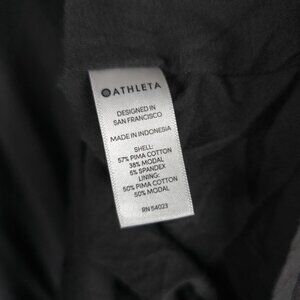 ATHLETA
DESIGNED IN
SAN FRANCISCO
MADE IN INDONESIA
SHELL:
57% PIMA COTTON
38% MODAL
5% SPANDEX
LINING:
50% PIMA COTTON
50% MODAL
RN 54023